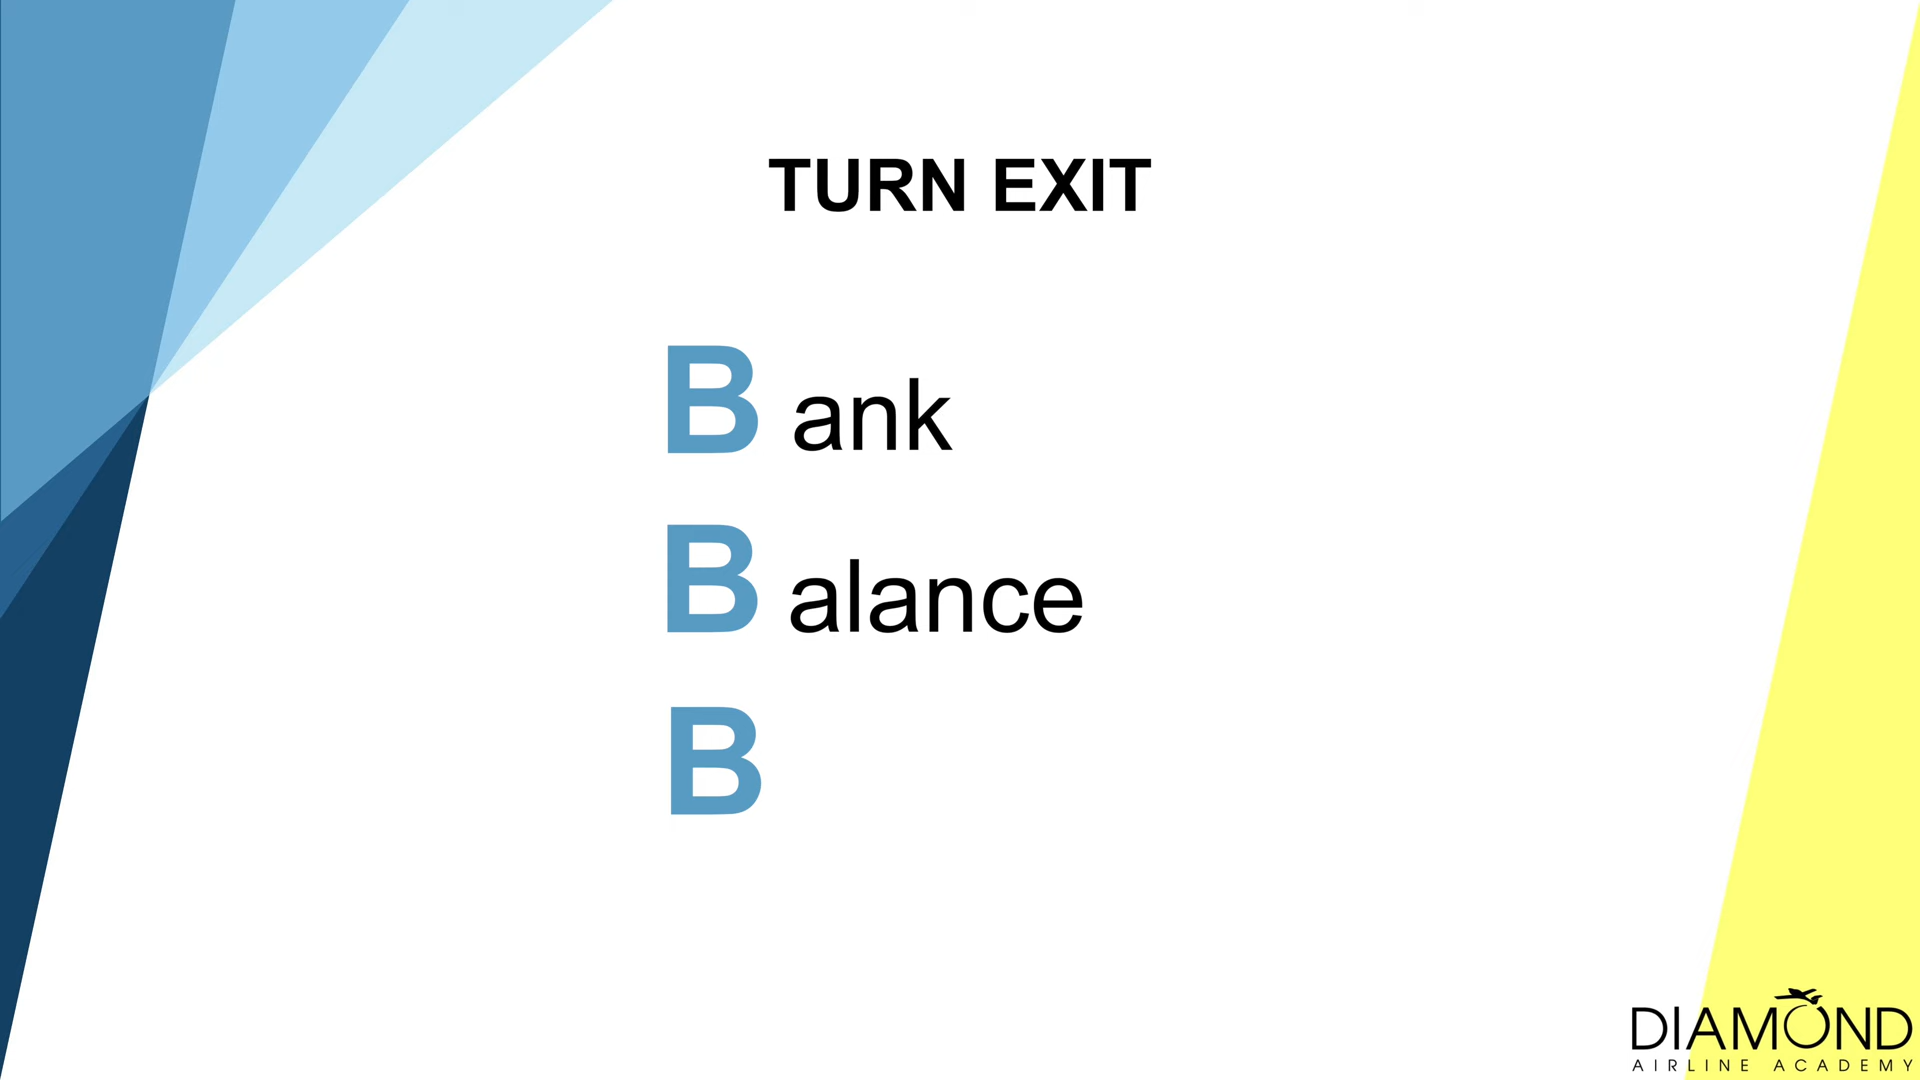 TURN EXIT
B ank
B alance
B
DIAMOND
AIRLINE ACADEMY